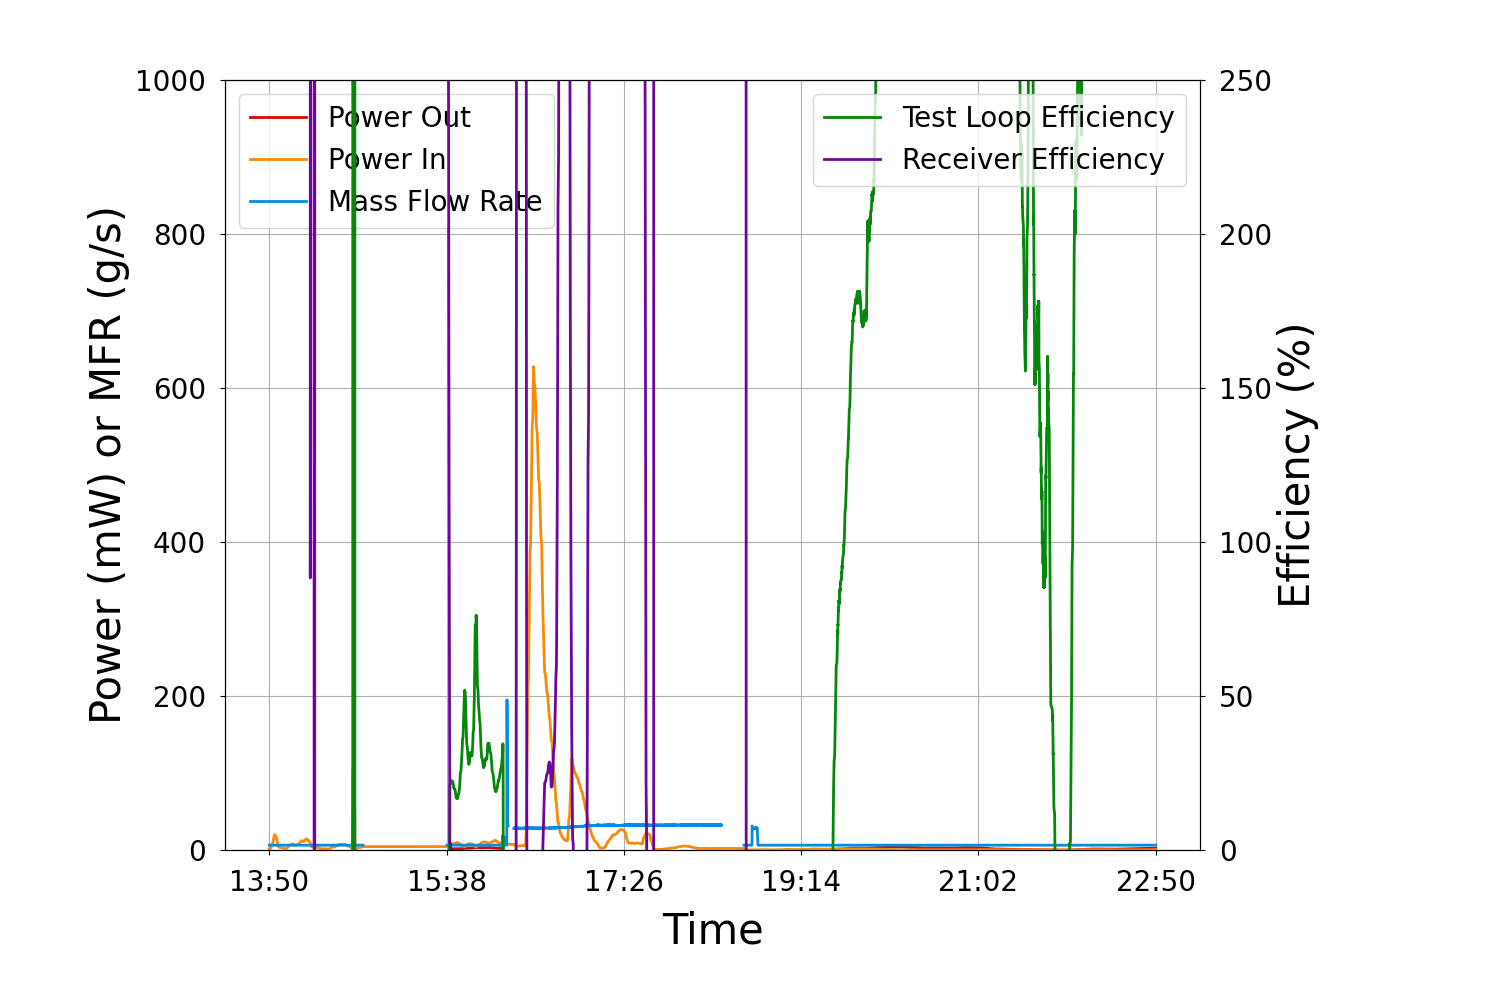 1000
800
600
400
200
0
Power (mW) or MFR (g/s)
Power Out
Power In
Mass Flow Rate
Test Loop Efficiency
Receiver Efficiency
250
200
150
100
50
0
Efficiency (%)
13:50 15:38 17:26 19:14 21:02 22:50
Time